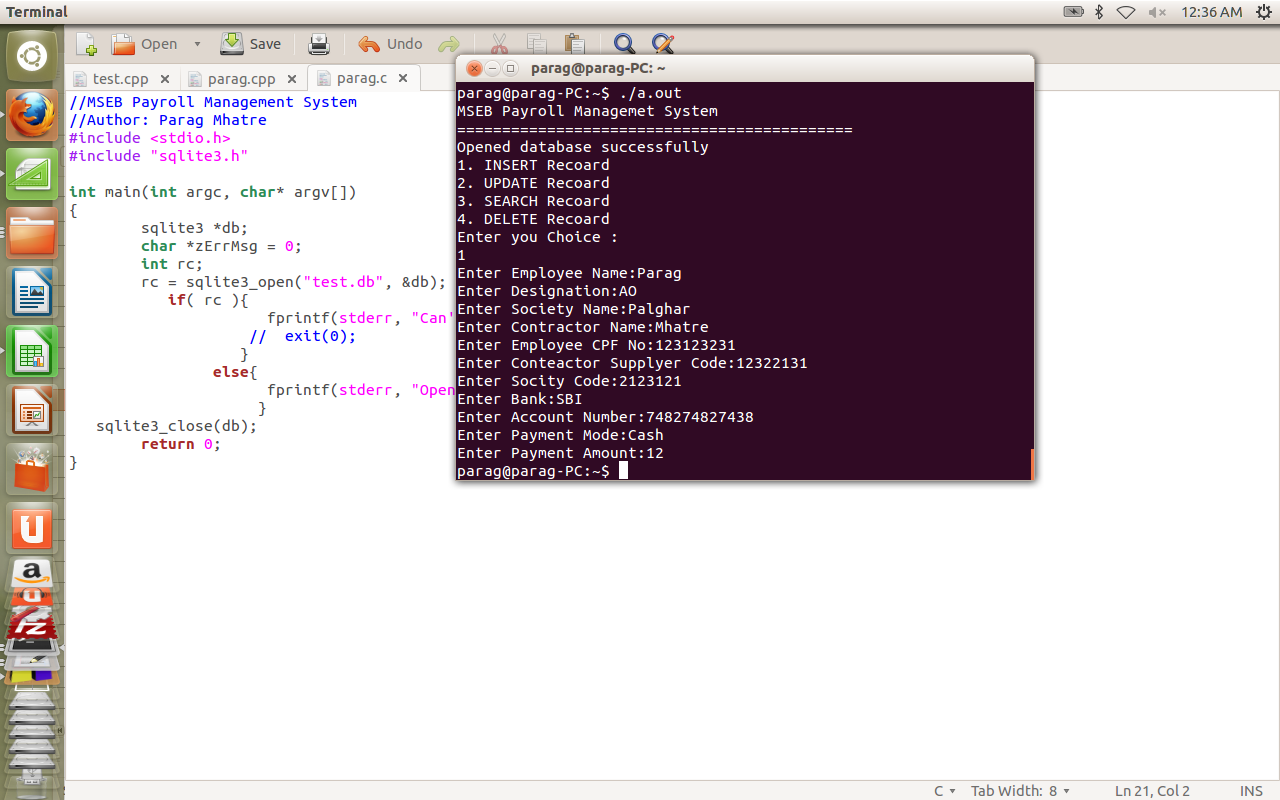 Terminal
12:36 AM
Open
Save
Undo
test.cpp
parag.cpp
parag.c
//MSEB Payroll Management System
//Author: Parag Mhatre
#include <stdio.h>
#include "sqlite3.h"
int main(int argc, char* argv[])
{
sqlite3 *db;
char *zErrMsg = 0;
int rc;
rc = sqlite3_open("test.db", &db);
if( rc ){
fprintf(stderr, "Can'
// exit(0);
}
else{
fprintf(stderr, "Open
}
sqlite3_close(db);
return 0;
}
parag@parag-PC: ~
parag@parag-PC:~$ ./a.out
MSEB Payroll Managemet System
============================================
Opened database successfully
1. INSERT Recoard
2. UPDATE Recoard
3. SEARCH Recoard
4. DELETE Recoard
Enter you Choice :
1
Enter Employee Name:Parag
Enter Designation:AO
Enter Society Name:Palghar
Enter Contractor Name:Mhatre
Enter Employee CPF No:123123231
Enter Conteactor Supplyer Code:12322131
Enter Socity Code:2123121
Enter Bank:SBI
Enter Account Number:748274827438
Enter Payment Mode:Cash
Enter Payment Amount:12
parag@parag-PC:~$
C
Tab Width: 8
Ln 21, Col 2
INS